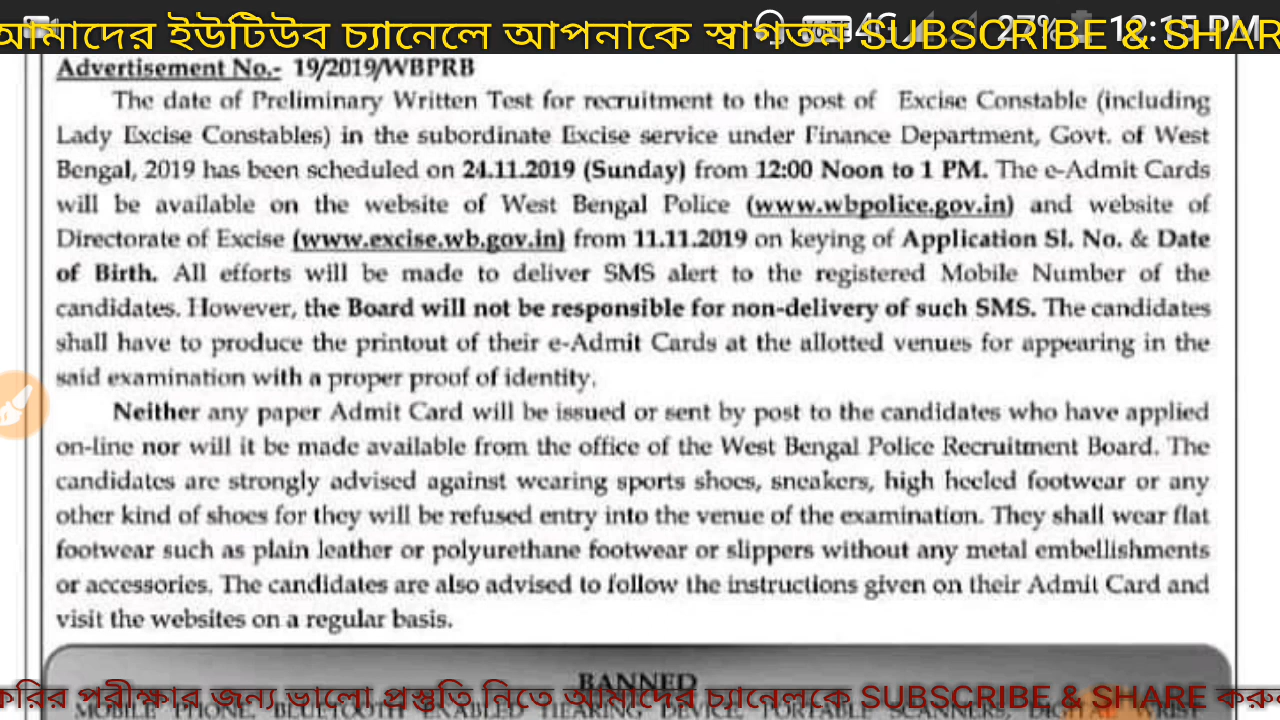 আমাদের ইউটিউব চ্যানেলে আপনাকে স্বাগতম SUBSCRIBE & SHAR
4G 27% 12:15 PM
Advertisement No.- 19/2019/WBPRB
The date of Preliminary Written Test for recruitment to the post of Excise Constable (including
Lady Excise Constables) in the subordinate Excise service under Finance Department, Govt. of West
Bengal, 2019 has been scheduled on 24.11.2019 (Sunday) from 12:00 Noon to 1 PM. The e-Admit Cards
will be available on the website of West Bengal Police (www.wbpolice.gov.in) and website of
Directorate of Excise (www.excise.wb.gov.in) from 11.11.2019 on keying of Application Sl. No. & Date
of Birth. All efforts will be made to deliver SMS alert to the registered Mobile Number of the
candidates. However, the Board will not be responsible for non-delivery of such SMS. The candidates
shall have to produce the printout of their e-Admit Cards at the allotted venues for appearing in the
said examination with a proper proof of identity.
Neither any paper Admit Card will be issued or sent by post to the candidates who have applied
on-line nor will it be made available from the office of the West Bengal Police Recruitment Board. The
candidates are strongly advised against wearing sports shoes, sneakers, high heeled footwear or any
other kind of shoes for they will be refused entry into the venue of the examination. They shall wear flat
footwear such as plain leather or polyurethane footwear or slippers without any metal embellishments
or accessories. The candidates are also advised to follow the instructions given on their Admit Card and
visit the websites on a regular basis.
BANNED
করির পরীক্ষার জন্য ভালো প্রস্তুতি নিতে আমাদের চ্যানেলকে SUBSCRIBE & SHARE করু
MOBILE PHONE, BLUETOOTH ENABLED HEARING DEVICE, PORTABLE SCANNERS,